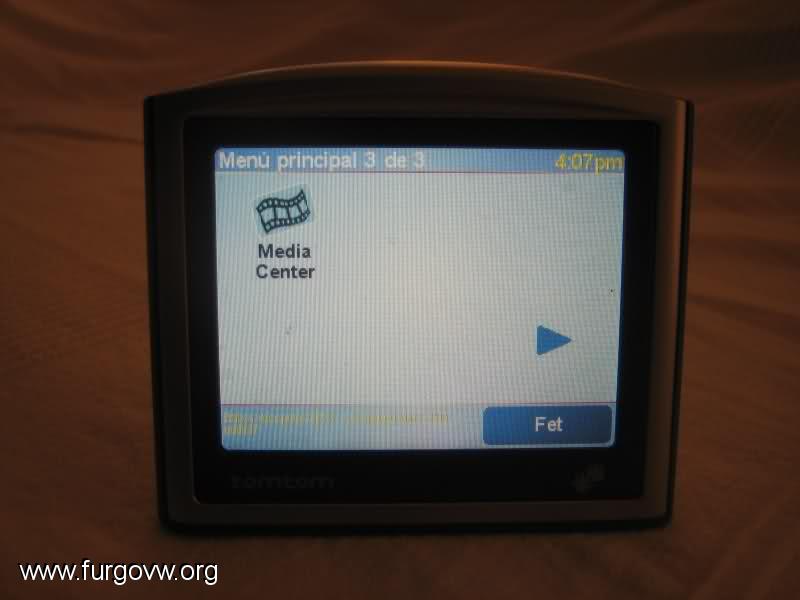 Menú principal 3 de 3
4:07pm
Media
Center
Fet
tomtom
www.furgovw.org